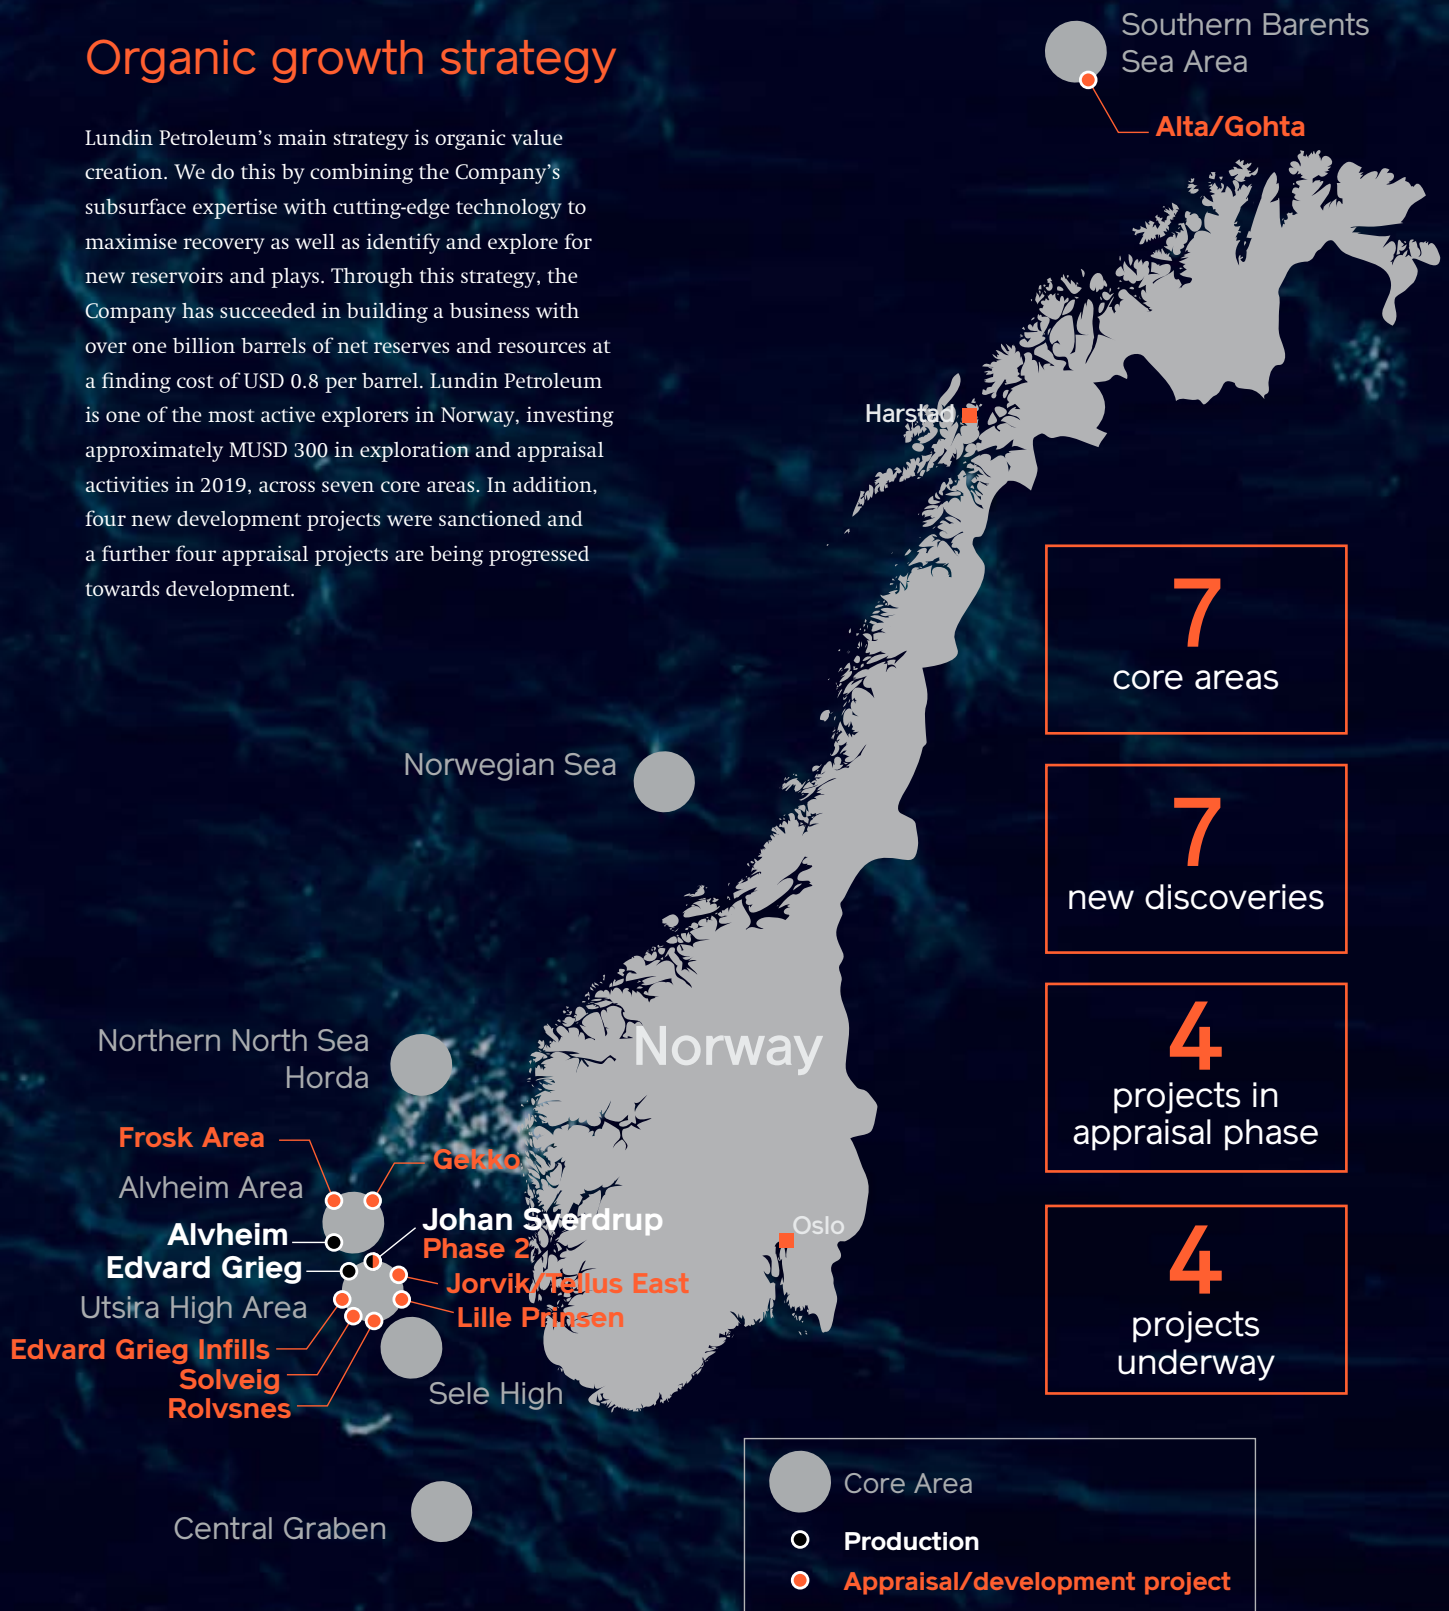 Organic growth strategy
Lundin Petroleum’s main strategy is organic value
creation. We do this by combining the Company’s
subsurface expertise with cutting-edge technology to
maximise recovery as well as identify and explore for
new reservoirs and plays. Through this strategy, the
Company has succeeded in building a business with
over one billion barrels of net reserves and resources at
a finding cost of USD 0.8 per barrel. Lundin Petroleum
is one of the most active explorers in Norway, investing
approximately MUSD 300 in exploration and appraisal
activities in 2019, across seven core areas. In addition,
four new development projects were sanctioned and
a further four appraisal projects are being progressed
towards development.
Southern Barents
Sea Area
Alta/Gohta
Harstad
7
core areas
7
new discoveries
4
projects in
appraisal phase
4
projects
underway
Norwegian Sea
Norway
Northern North Sea
Horda
Frosk Area
Gekko
Alvheim Area
Alvheim
Johan Sverdrup
Phase 2
Oslo
Edvard Grieg
Jorvik/Tellus East
Utsira High Area
Lille Prinsen
Edvard Grieg Infills
Solveig
Rolvsnes
Sele High
Central Graben
Core Area
Production
Appraisal/development project